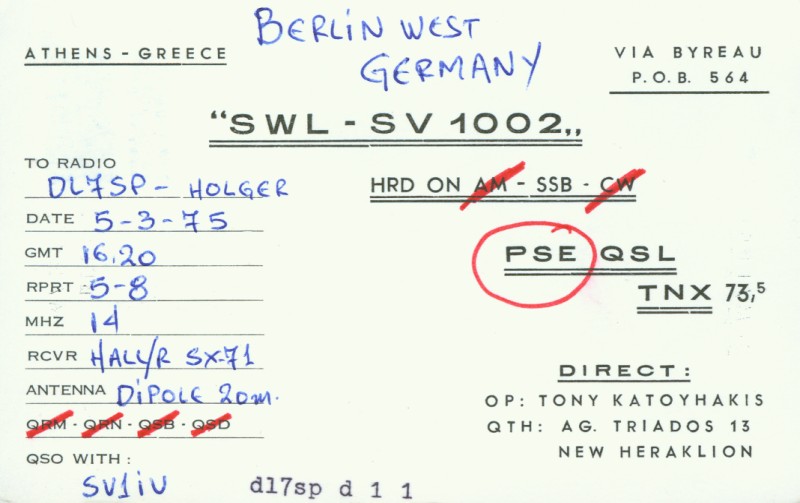 BERLIN WEST
GERMANY
ATHENS - GREECE
VIA BYREAU
P.O.B. 564
"SWL - SV 1002„
TO RADIO
DL7SP - HOLGER
HRD ON AM - SSB - CW
DATE 5-3-75
GMT 16.20
PSE QSL
RPRT 5-8
TNX 73,5
MHZ 14
RCVR HALL/R SX-71
DIRECT :
ANTENNA DIPOLE 20m.
OP: TONY KATOYHAKIS
QRM - QRN - QSB - QSD
QTH: AG. TRIADOS 13
NEW HERAKLION
QSO WITH :
SV1IU
dl7sp d 1 1